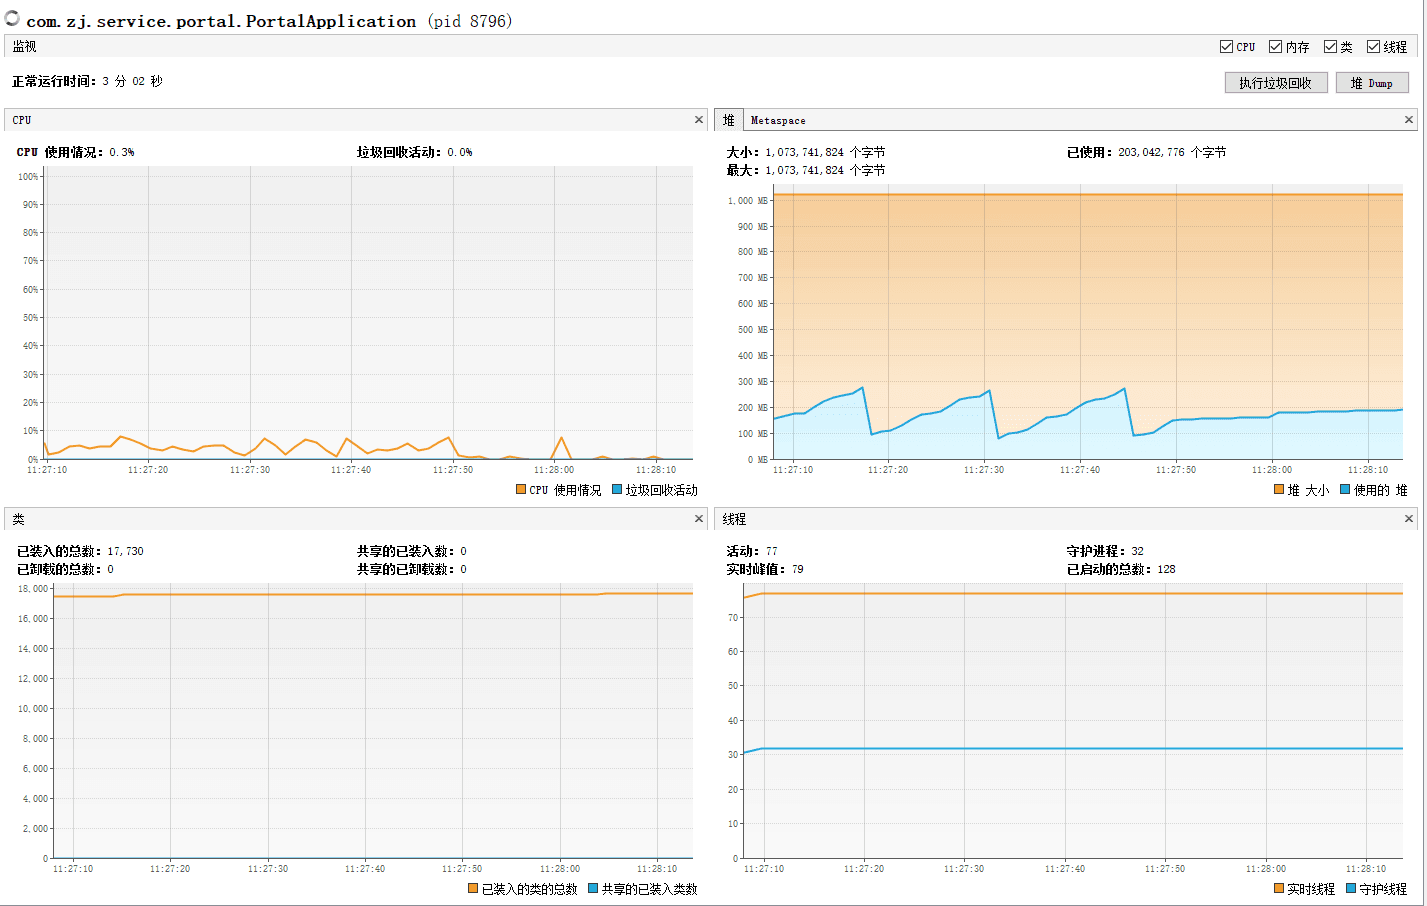 com.zj.service.portal.PortalApplication (pid 8796)
监视
CPU 内存 类 线程
正常运行时间: 3 分 02 秒
执行垃圾回收 堆 Dump
CPU
CPU 使用情况: 0.3% 垃圾回收活动: 0.0%
100%
90%
80%
70%
60%
50%
40%
30%
20%
10%
0%
11:27:10 11:27:20 11:27:30 11:27:40 11:27:50 11:28:00 11:28:10
CPU 使用情况 垃圾回收活动
堆 Metaspace
大小: 1,073,741,824 个字节 已使用: 203,042,776 个字节
最大: 1,073,741,824 个字节
1,000 MB
900 MB
800 MB
700 MB
600 MB
500 MB
400 MB
300 MB
200 MB
100 MB
0 MB
11:27:10 11:27:20 11:27:30 11:27:40 11:27:50 11:28:00 11:28:10
堆 大小 使用的 堆
类
已装入的总数: 17,730 共享的已装入数: 0
已卸载的总数: 0 共享的已卸载数: 0
18,000
16,000
14,000
12,000
10,000
8,000
6,000
4,000
2,000
0
11:27:10 11:27:20 11:27:30 11:27:40 11:27:50 11:28:00 11:28:10
已装入的类的总数 共享的已装入类数
线程
活动: 77 守护进程: 32
实时峰值: 79 已启动的总数: 128
70
60
50
40
30
20
10
0
11:27:10 11:27:20 11:27:30 11:27:40 11:27:50 11:28:00 11:28:10
实时线程 守护线程